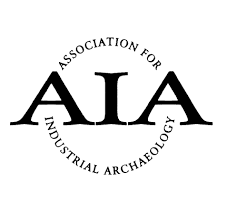 ASSOCIATION FOR
AIA
INDUSTRIAL ARCHAEOLOGY